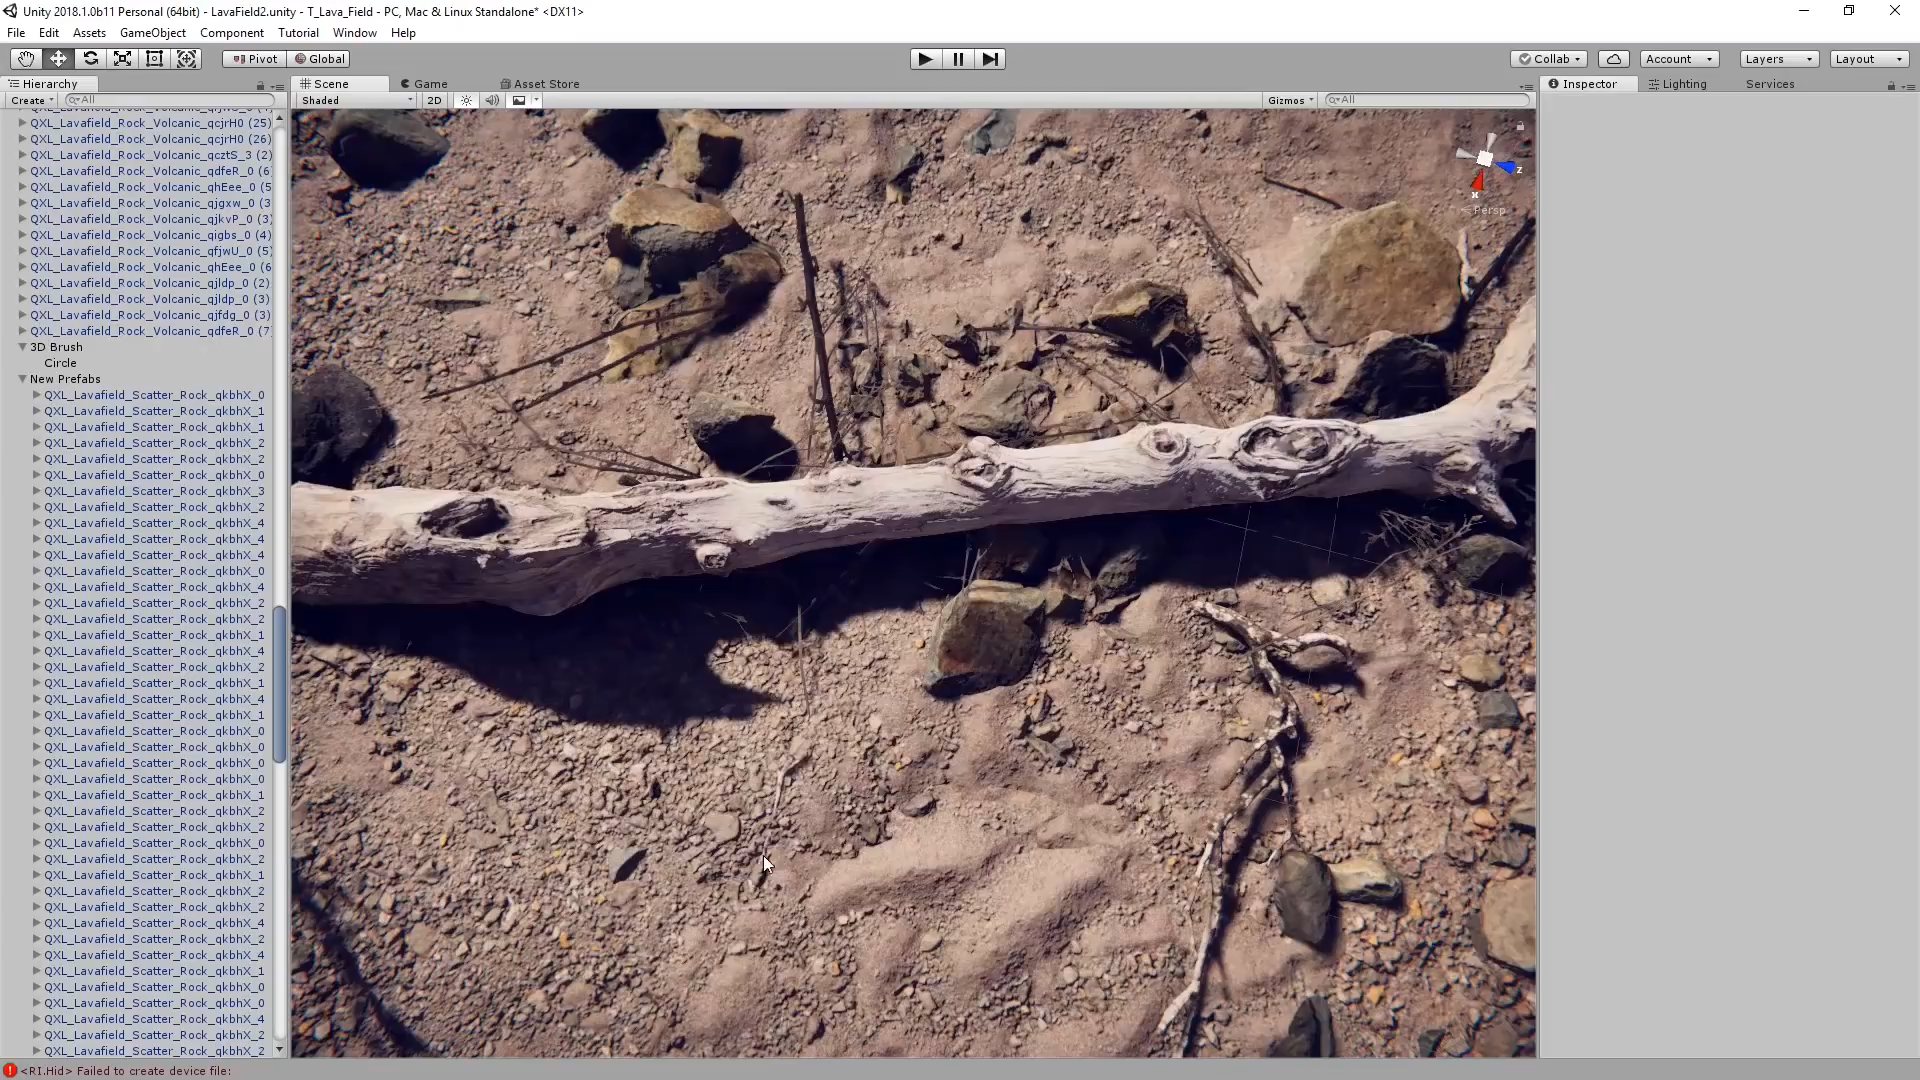 Unity 2018.1.0b11 Personal (64bit) - LavaField2.unity - T_Lava_Field - PC, Mac & Linux Standalone* <DX11>
File Edit Assets GameObject Component Tutorial Window Help
Pivot Global Collab Account Layers Layout
Hierarchy Scene Game Asset Store Inspector Lighting Services
Create All Shaded 2D Gizmos All
QXL_Lavafield_Rock_Volcanic_qcjrH0 (25)
QXL_Lavafield_Rock_Volcanic_qcjrH0 (26)
QXL_Lavafield_Rock_Volcanic_qcztS_3 (2)
QXL_Lavafield_Rock_Volcanic_qdfeR_0 (6)
QXL_Lavafield_Rock_Volcanic_qhEee_0 (5
QXL_Lavafield_Rock_Volcanic_qjgxw_0 (3
QXL_Lavafield_Rock_Volcanic_qjkvP_0 (3)
QXL_Lavafield_Rock_Volcanic_qigbs_0 (4)
QXL_Lavafield_Rock_Volcanic_qfjwU_0 (5)
QXL_Lavafield_Rock_Volcanic_qhEee_0 (6
QXL_Lavafield_Rock_Volcanic_qjldp_0 (2)
QXL_Lavafield_Rock_Volcanic_qjldp_0 (3)
QXL_Lavafield_Rock_Volcanic_qjfdg_0 (3)
QXL_Lavafield_Rock_Volcanic_qdfeR_0 (7
3D Brush
Circle
New Prefabs
QXL_Lavafield_Scatter_Rock_qkbhX_0
QXL_Lavafield_Scatter_Rock_qkbhX_1
QXL_Lavafield_Scatter_Rock_qkbhX_1
QXL_Lavafield_Scatter_Rock_qkbhX_2
QXL_Lavafield_Scatter_Rock_qkbhX_2
QXL_Lavafield_Scatter_Rock_qkbhX_0
QXL_Lavafield_Scatter_Rock_qkbhX_3
QXL_Lavafield_Scatter_Rock_qkbhX_2
QXL_Lavafield_Scatter_Rock_qkbhX_4
QXL_Lavafield_Scatter_Rock_qkbhX_4
QXL_Lavafield_Scatter_Rock_qkbhX_4
QXL_Lavafield_Scatter_Rock_qkbhX_0
QXL_Lavafield_Scatter_Rock_qkbhX_4
QXL_Lavafield_Scatter_Rock_qkbhX_2
QXL_Lavafield_Scatter_Rock_qkbhX_2
QXL_Lavafield_Scatter_Rock_qkbhX_1
QXL_Lavafield_Scatter_Rock_qkbhX_4
QXL_Lavafield_Scatter_Rock_qkbhX_2
QXL_Lavafield_Scatter_Rock_qkbhX_1
QXL_Lavafield_Scatter_Rock_qkbhX_4
QXL_Lavafield_Scatter_Rock_qkbhX_1
QXL_Lavafield_Scatter_Rock_qkbhX_0
QXL_Lavafield_Scatter_Rock_qkbhX_0
QXL_Lavafield_Scatter_Rock_qkbhX_0
QXL_Lavafield_Scatter_Rock_qkbhX_0
QXL_Lavafield_Scatter_Rock_qkbhX_1
QXL_Lavafield_Scatter_Rock_qkbhX_2
QXL_Lavafield_Scatter_Rock_qkbhX_2
QXL_Lavafield_Scatter_Rock_qkbhX_0
QXL_Lavafield_Scatter_Rock_qkbhX_2
QXL_Lavafield_Scatter_Rock_qkbhX_1
QXL_Lavafield_Scatter_Rock_qkbhX_2
QXL_Lavafield_Scatter_Rock_qkbhX_2
QXL_Lavafield_Scatter_Rock_qkbhX_4
QXL_Lavafield_Scatter_Rock_qkbhX_2
QXL_Lavafield_Scatter_Rock_qkbhX_4
QXL_Lavafield_Scatter_Rock_qkbhX_1
QXL_Lavafield_Scatter_Rock_qkbhX_0
QXL_Lavafield_Scatter_Rock_qkbhX_0
QXL_Lavafield_Scatter_Rock_qkbhX_4
QXL_Lavafield_Scatter_Rock_qkbhX_2
QXL_Lavafield_Scatter_Rock_qkbhX_2
z
x
Persp
<RI.Hid> Failed to create device file: